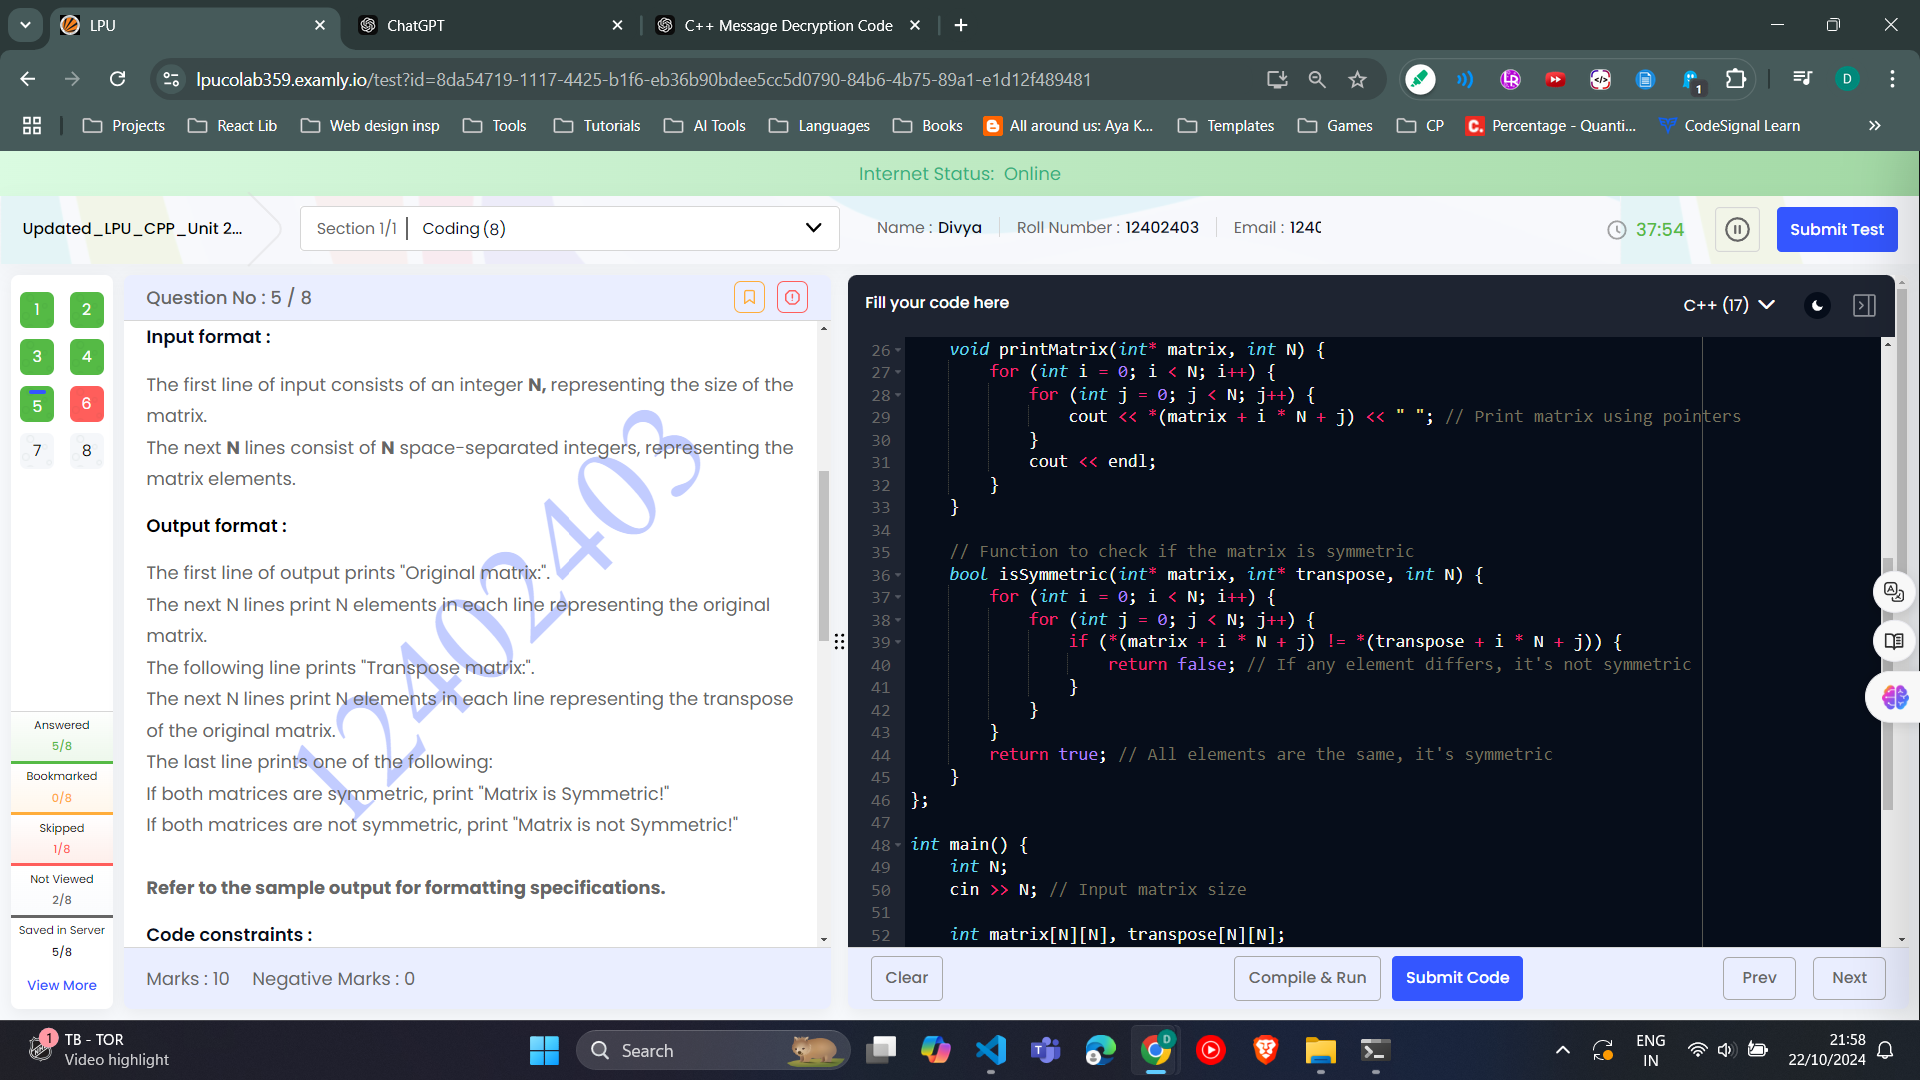 LPU
ChatGPT
C++ Message Decryption Code
lpucolab359.examly.io/test?id=8da54719-1117-4425-b1f6-eb36b90bdee5cc5d0790-84b6-4b75-89a1-e1d12f489481
1
D
Projects
React Lib
Web design insp
Tools
Tutorials
AI Tools
Languages
Books
All around us: Aya K...
Templates
Games
CP
Percentage - Quanti...
CodeSignal Learn
Internet Status: Online
Updated_LPU_CPP_Unit 2...
Section 1/1 | Coding (8)
Name : Divya
Roll Number : 12402403
Email : 1240
37:54
Submit Test
1 2
3 4
5 6
7 8
Answered
5/8
Bookmarked
0/8
Skipped
1/8
Not Viewed
2/8
Saved in Server
5/8
View More
Question No : 5 / 8
Input format :
The first line of input consists of an integer N, representing the size of the
matrix.
The next N lines consist of N space-separated integers, representing the
matrix elements.
Output format :
The first line of output prints "Original matrix:".
The next N lines print N elements in each line representing the original
matrix.
The following line prints "Transpose matrix:".
The next N lines print N elements in each line representing the transpose
of the original matrix.
The last line prints one of the following:
If both matrices are symmetric, print "Matrix is Symmetric!"
If both matrices are not symmetric, print "Matrix is not Symmetric!"
Refer to the sample output for formatting specifications.
Code constraints :
12402403
Marks : 10 Negative Marks : 0
Fill your code here
C++ (17)
26 void printMatrix(int* matrix, int N) {
27 for (int i = 0; i < N; i++) {
28 for (int j = 0; j < N; j++) {
29 cout << *(matrix + i * N + j) << " "; // Print matrix using pointers
30 }
31 cout << endl;
32 }
33 }
34
35 // Function to check if the matrix is symmetric
36 bool isSymmetric(int* matrix, int* transpose, int N) {
37 for (int i = 0; i < N; i++) {
38 for (int j = 0; j < N; j++) {
39 if (*(matrix + i * N + j) != *(transpose + i * N + j)) {
40 return false; // If any element differs, it's not symmetric
41 }
42 }
43 }
44 return true; // All elements are the same, it's symmetric
45 }
46 };
47
48 int main() {
49 int N;
50 cin >> N; // Input matrix size
51
52 int matrix[N][N], transpose[N][N];
Clear
Compile & Run
Submit Code
Prev
Next
1
TB - TOR
Video highlight
Search
D
ENG
IN
21:58
22/10/2024